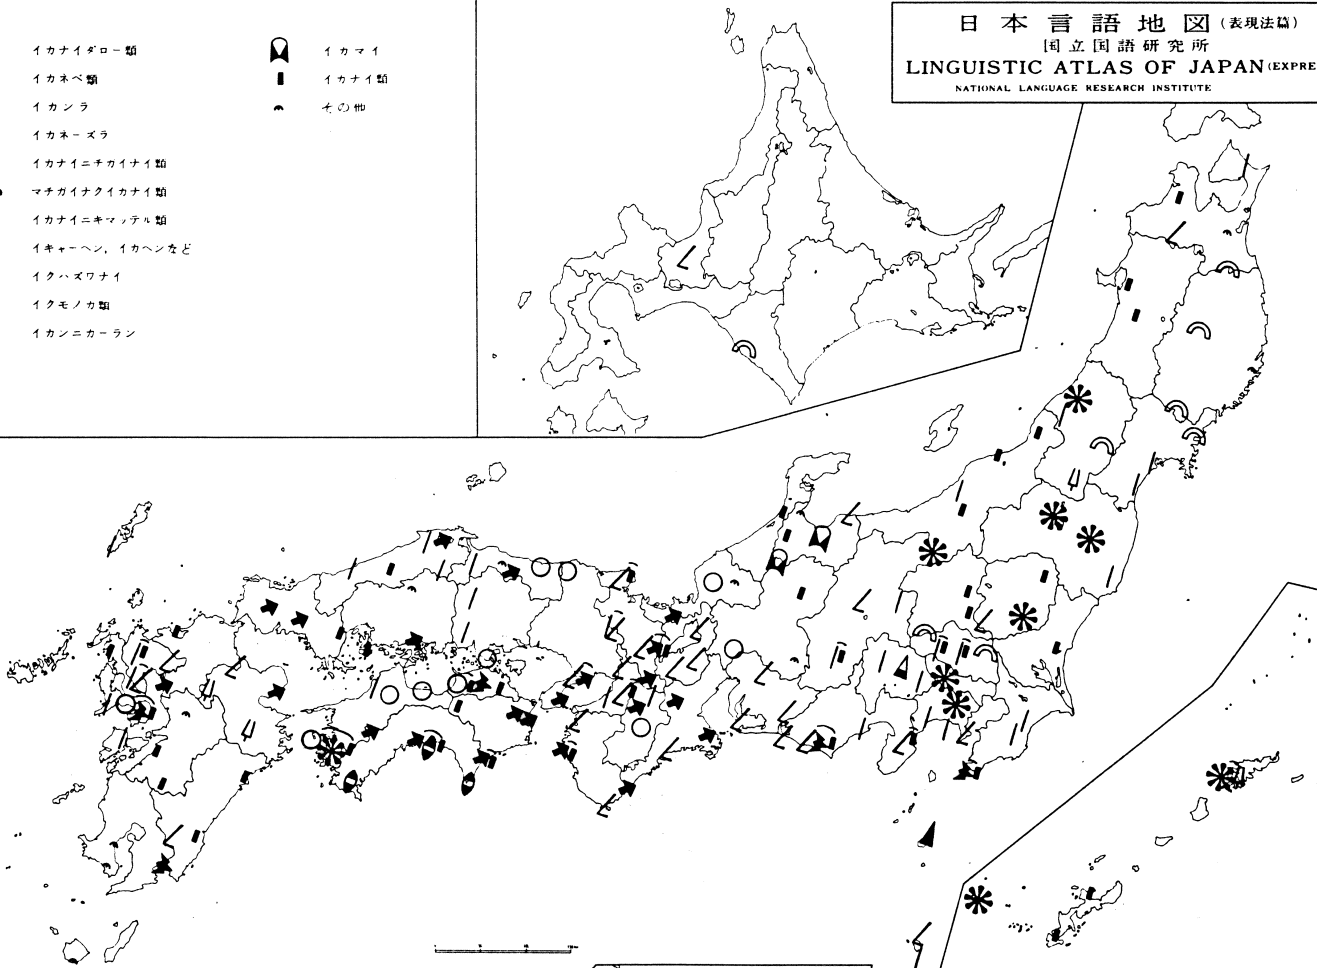 日本言語地図(表現法篇)
国立国語研究所
LINGUISTIC ATLAS OF JAPAN (EXPRE
NATIONAL LANGUAGE RESEARCH INSTITUTE
イカナイダロー類
イカネベ類
イカンラ
イカネーズラ
イカナイニチガイナイ類
マチガイナクイカナイ類
イカナイニキマッテル類
イキャーヘン, イカヘンなど
イクハズワナイ
イクモノカ類
イカンニカーラン
イカマイ
イカナイ類
その他